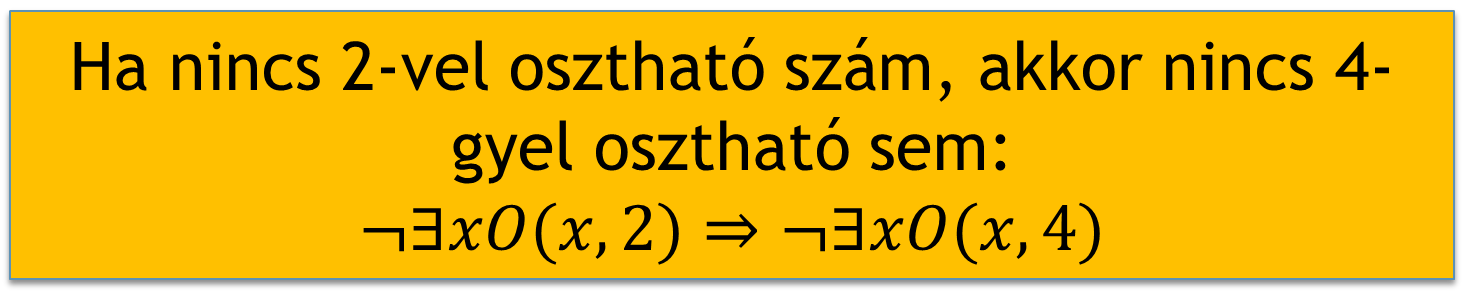 Ha nincs 2-vel osztható szám, akkor nincs 4-
gyel osztható sem:
¬∃xO(x, 2) ⇒ ¬∃xO(x, 4)